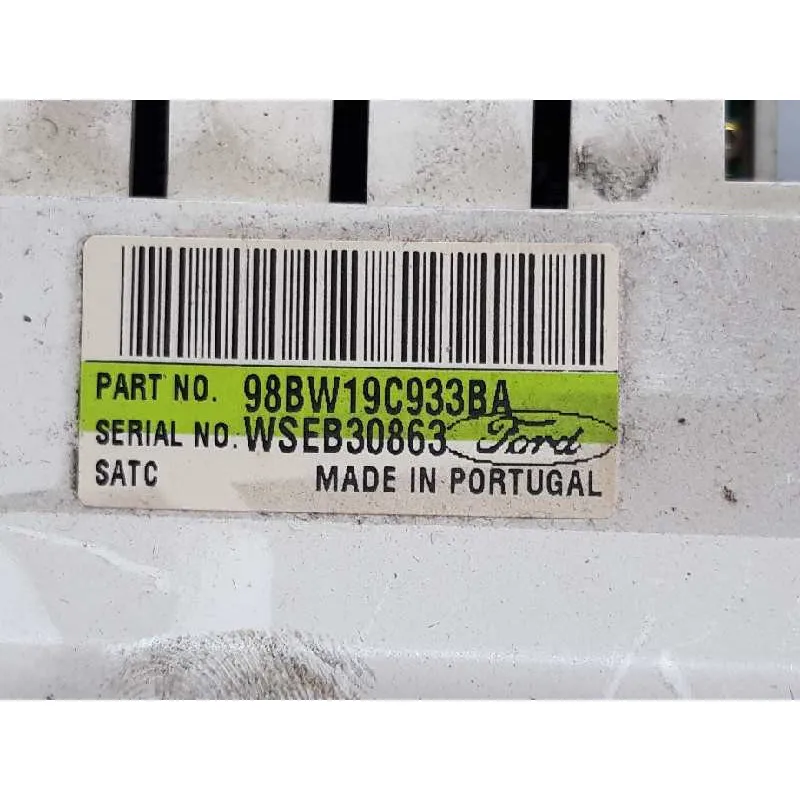 PART NO. 98BW19C933BA
SERIAL NO. WSEB30863 Ford
SATC MADE IN PORTUGAL